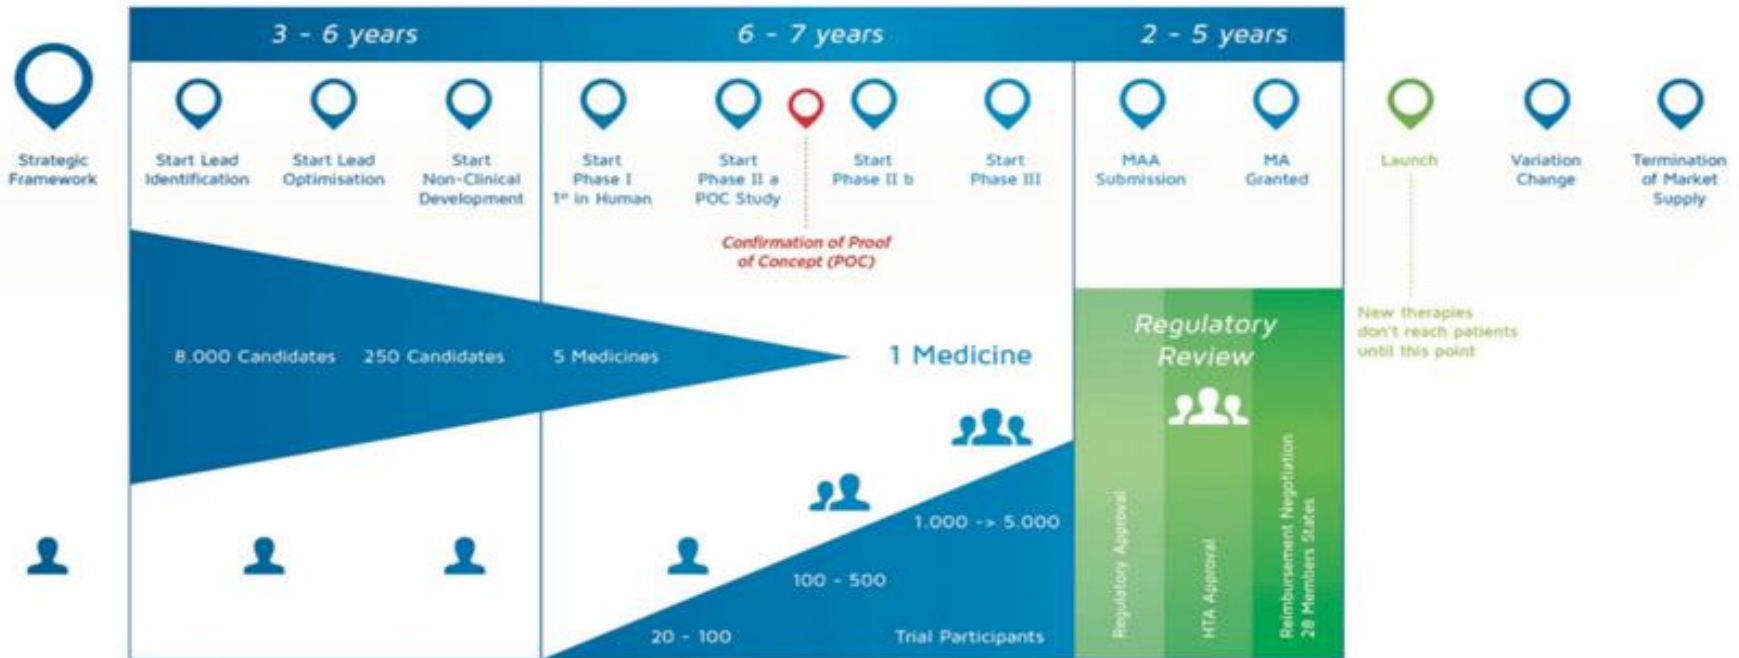 3 - 6 years
6 - 7 years
2 - 5 years
Strategic
Framework
Start Lead
Identification
Start Lead
Optimisation
Start
Non-Clinical
Development
Start
Phase I
1st in Human
Start
Phase II a
POC Study
Start
Phase II b
Start
Phase III
MAA
Submission
MA
Granted
Launch
Variation
Change
Termination
of Market
Supply
Confirmation of Proof
of Concept (POC)
8.000 Candidates
250 Candidates
5 Medicines
1 Medicine
Regulatory
Review
New therapies
don't reach patients
until this point
20 - 100
100 - 500
1.000 -> 5.000
Trial Participants
Regulatory Approval
HTA Approval
Reimbursement Negotiation
28 Members States